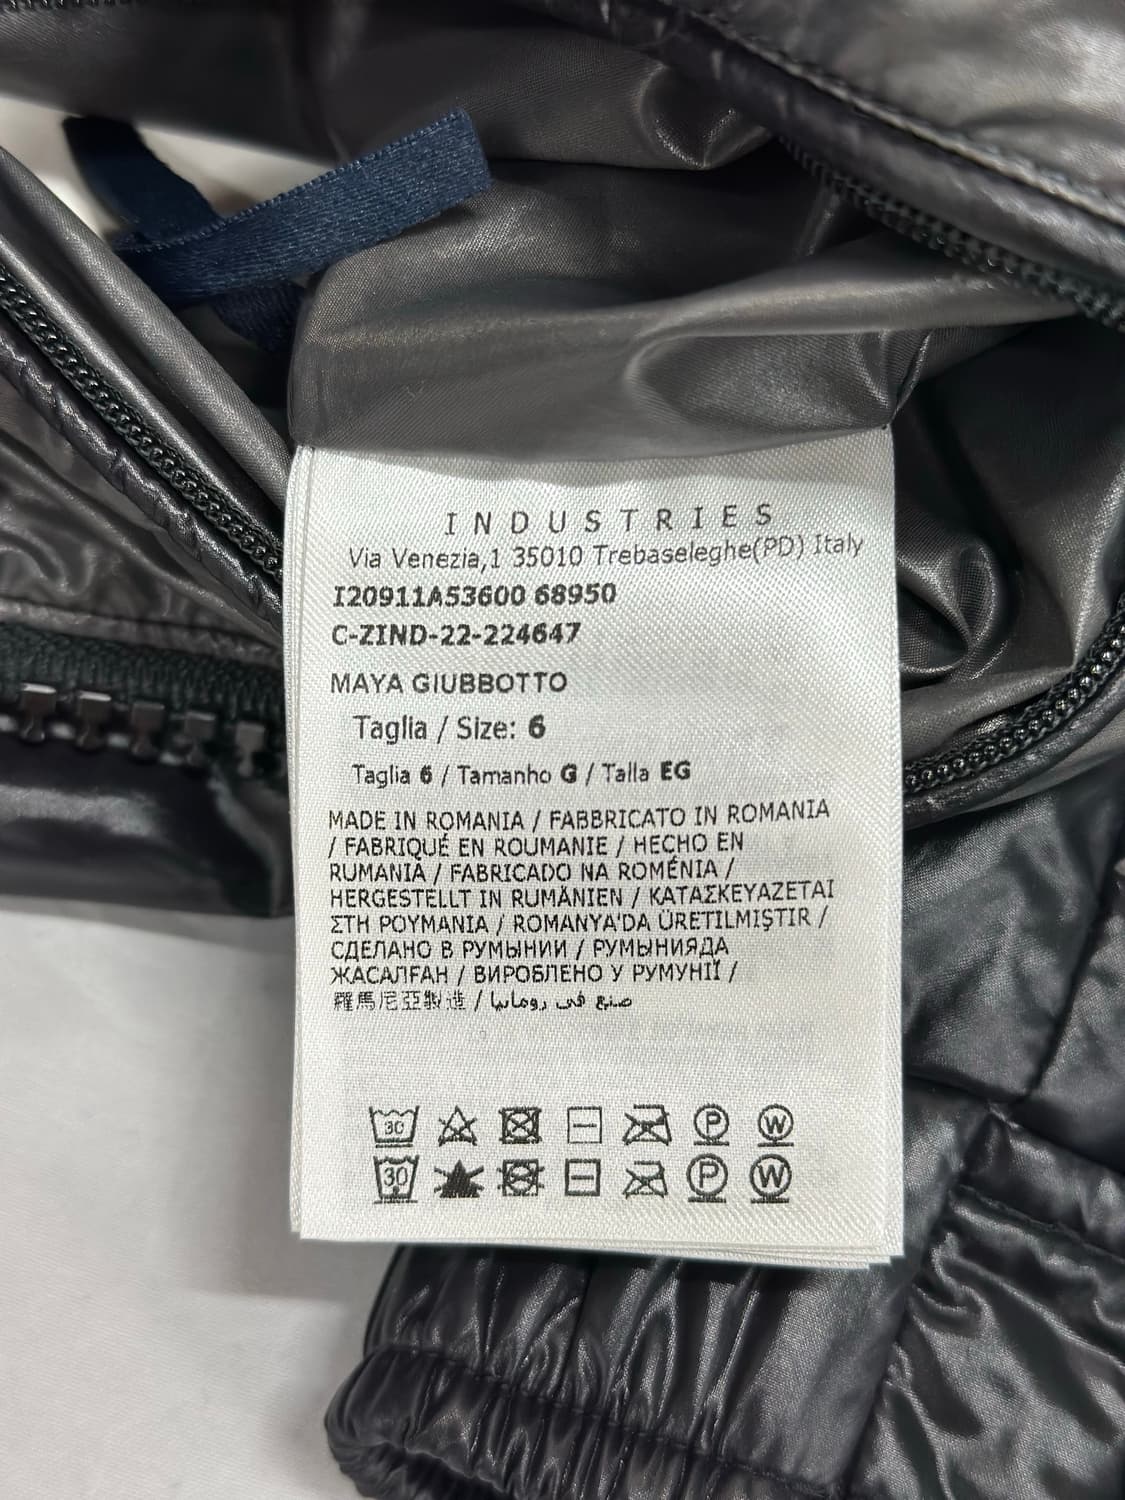 INDUSTRIES
Via Venezia,1 35010 Trebaseleghe(PD) Italy
I20911A53600 68950
C-ZIND-22-224647
MAYA GIUBBOTTO
Taglia / Size: 6
Taglia 6 / Tamanho G / Talla EG
MADE IN ROMANIA / FABBRICATO IN ROMANIA
/ FABRIQUÉ EN ROUMANIE / HECHO EN
RUMANIA / FABRICADO NA ROMÉNIA /
HERGESTELLT IN RUMÄNIEN / ΚΑΤΑΣΚΕΥΑΖΕΤΑΙ
ΣΤΗ ΡΟΥΜΑΝΙΑ / ROMANYA'DA ÜRETILMIŞTIR /
СДЕЛАНО В РУМЫНИИ / РУМЫНИЯДА
ЖАСАЛҒАН / ВИРОБЛЕНО У РУМУНІЇ /
羅馬尼亞製造 / صنع في رومانيا
30 P W
30 P W